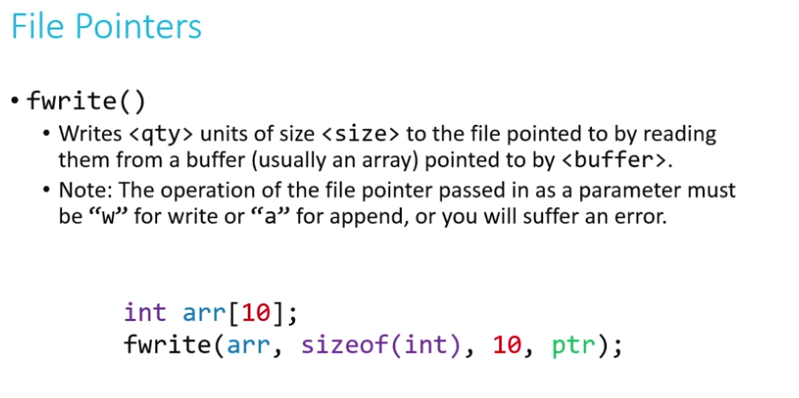 File Pointers
• fwrite()
• Writes <qty> units of size <size> to the file pointed to by reading
them from a buffer (usually an array) pointed to by <buffer>.
• Note: The operation of the file pointer passed in as a parameter must
be “w” for write or “a” for append, or you will suffer an error.
int arr[10];
fwrite(arr, sizeof(int), 10, ptr);